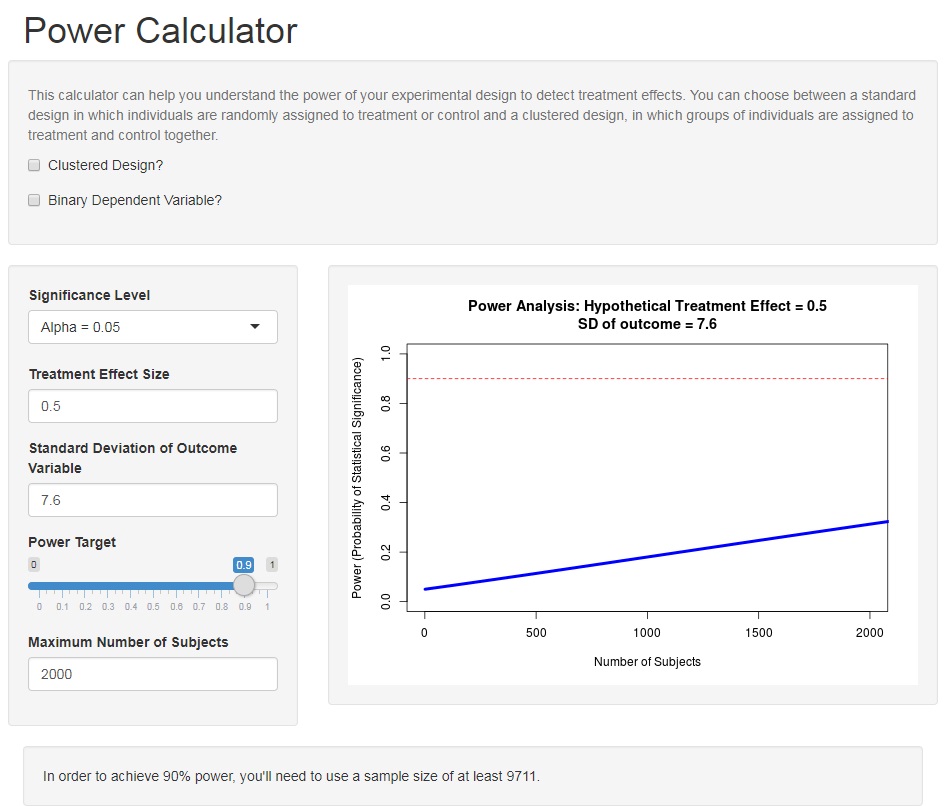 Power Calculator
This calculator can help you understand the power of your experimental design to detect treatment effects. You can choose between a standard
design in which individuals are randomly assigned to treatment or control and a clustered design, in which groups of individuals are assigned to
treatment and control together.
Clustered Design?
Binary Dependent Variable?
Significance Level
Alpha = 0.05
Treatment Effect Size
0.5
Standard Deviation of Outcome
Variable
7.6
Power Target
0 0.9 1
0 0.1 0.2 0.3 0.4 0.5 0.6 0.7 0.8 0.9 1
Maximum Number of Subjects
2000
Power Analysis: Hypothetical Treatment Effect = 0.5
SD of outcome = 7.6
Power (Probability of Statistical Significance)
1.0
0.8
0.6
0.4
0.2
0.0
0 500 1000 1500 2000
Number of Subjects
In order to achieve 90% power, you'll need to use a sample size of at least 9711.